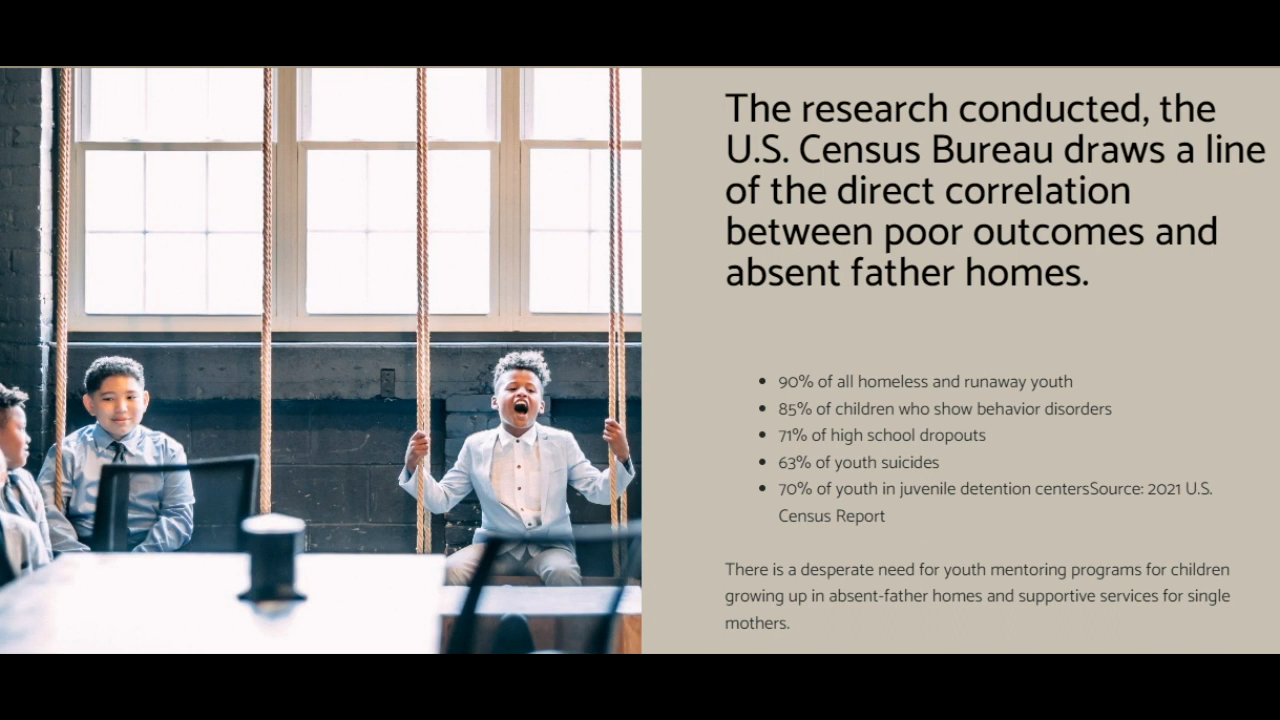 The research conducted, the
U.S. Census Bureau draws a line
of the direct correlation
between poor outcomes and
absent father homes.
• 90% of all homeless and runaway youth
• 85% of children who show behavior disorders
• 71% of high school dropouts
• 63% of youth suicides
• 70% of youth in juvenile detention centersSource: 2021 U.S.
Census Report
There is a desperate need for youth mentoring programs for children
growing up in absent-father homes and supportive services for single
mothers.